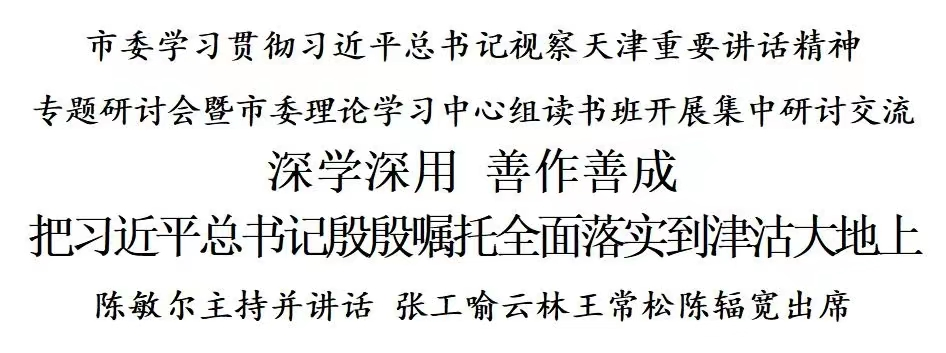 市委学习贯彻习近平总书记视察天津重要讲话精神
专题研讨会暨市委理论学习中心组读书班开展集中研讨交流
深学深用 善作善成
把习近平总书记殷殷嘱托全面落实到津沽大地上
陈敏尔主持并讲话 张工喻云林王常松陈辐宽出席